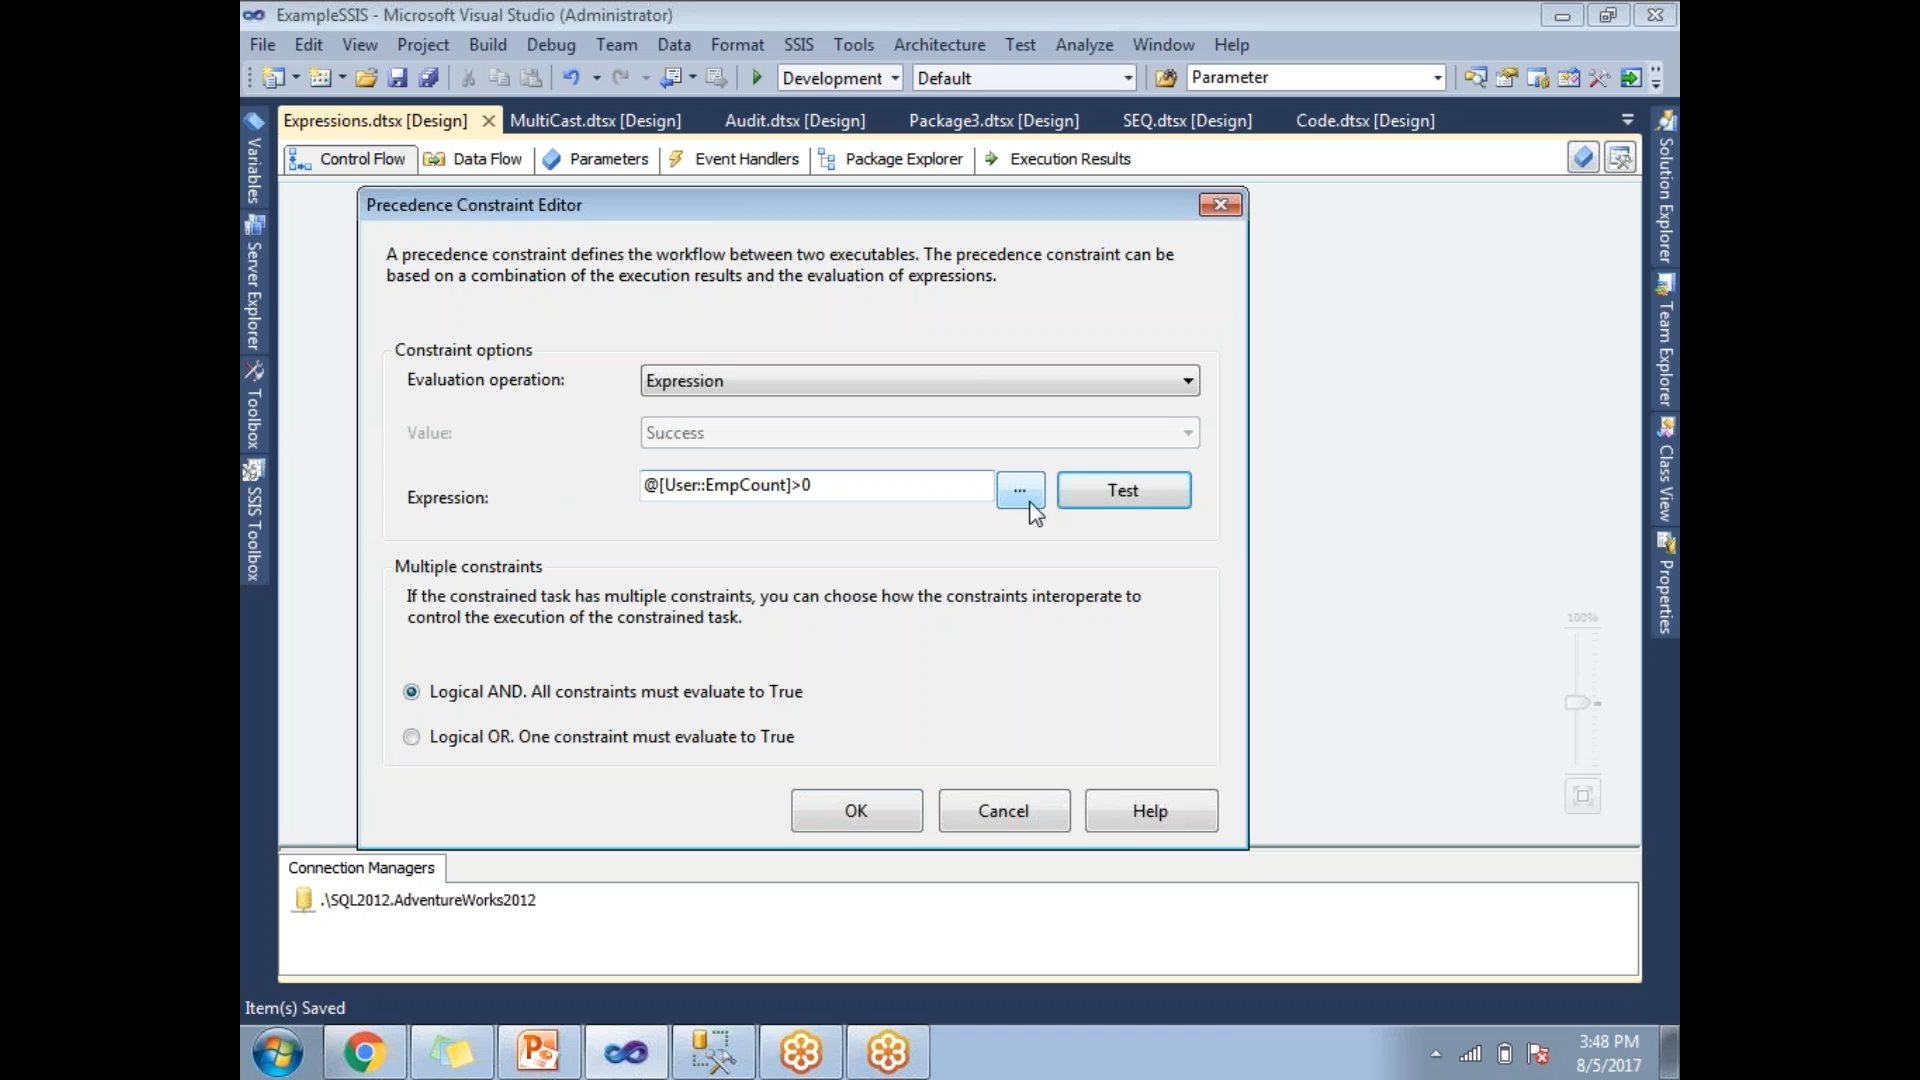 ExampleSSIS - Microsoft Visual Studio (Administrator)
File Edit View Project Build Debug Team Data Format SSIS Tools Architecture Test Analyze Window Help
Development Default Parameter
Expressions.dtsx [Design] MultiCast.dtsx [Design] Audit.dtsx [Design] Package3.dtsx [Design] SEQ.dtsx [Design] Code.dtsx [Design]
Control Flow Data Flow Parameters Event Handlers Package Explorer Execution Results
Variables
Server Explorer
Toolbox
SSIS Toolbox
Precedence Constraint Editor
A precedence constraint defines the workflow between two executables. The precedence constraint can be
based on a combination of the execution results and the evaluation of expressions.
Constraint options
Evaluation operation: Expression
Value: Success
Expression: @[User::EmpCount]>0 ... Test
Multiple constraints
If the constrained task has multiple constraints, you can choose how the constraints interoperate to
control the execution of the constrained task.
Logical AND. All constraints must evaluate to True
Logical OR. One constraint must evaluate to True
OK Cancel Help
100%
Solution Explorer
Team Explorer
Class View
Properties
Connection Managers
.\SQL2012.AdventureWorks2012
Item(s) Saved
3:48 PM
8/5/2017